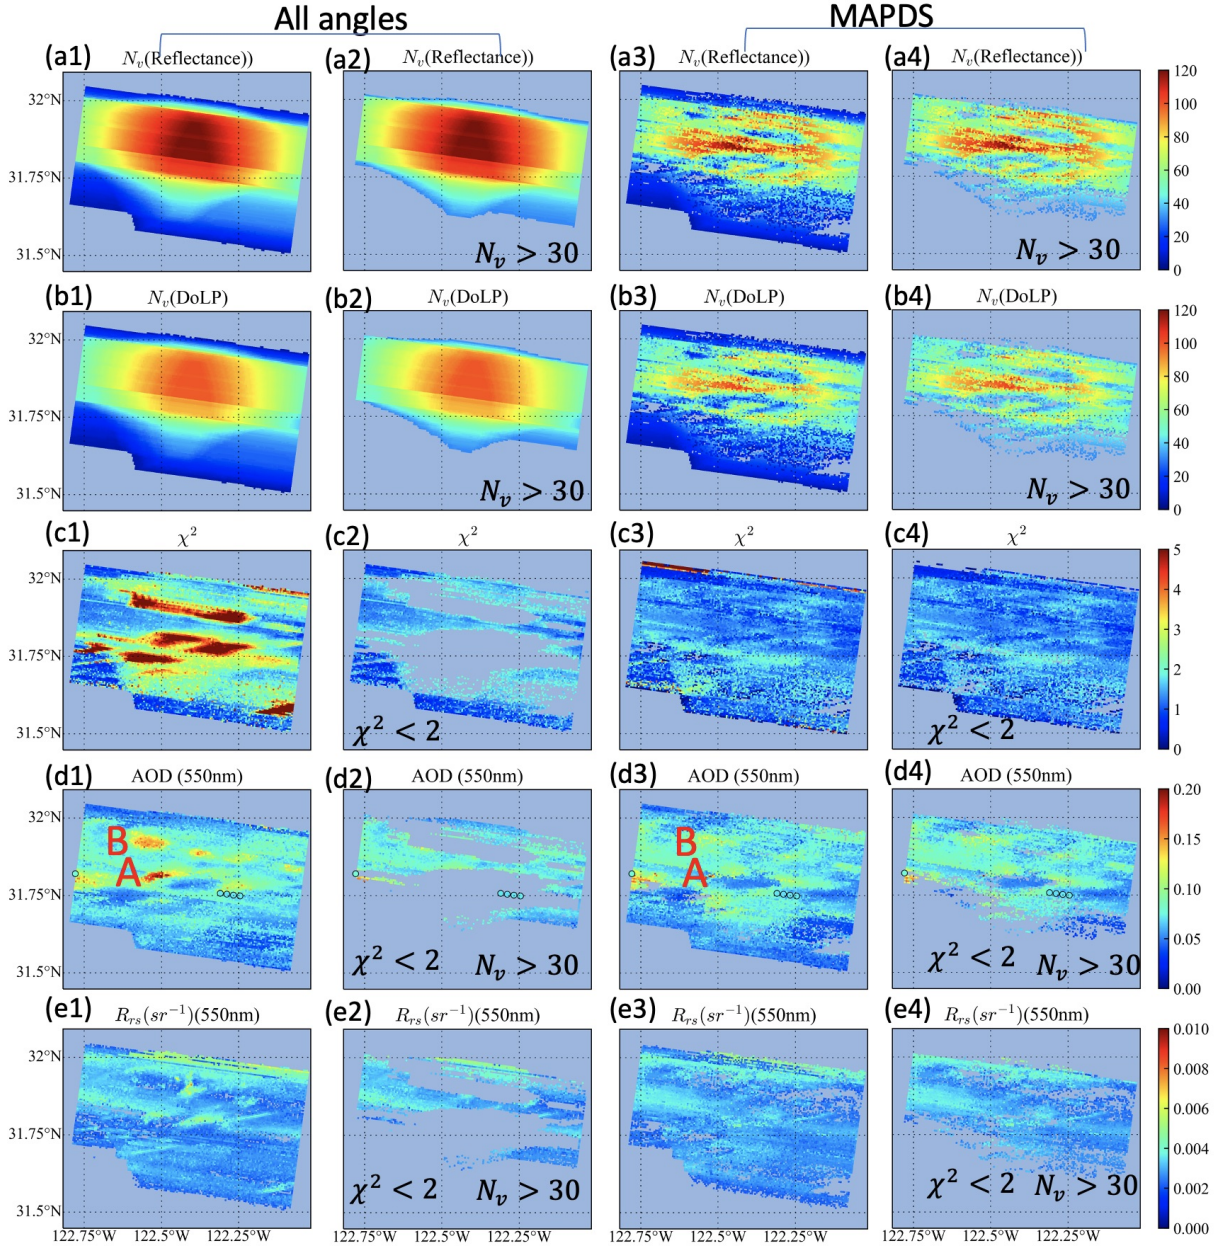 All angles MAPDS
(a1) N_v(Reflectance)) (a2) N_v(Reflectance)) (a3) N_v(Reflectance)) (a4) N_v(Reflectance))
32°N 120
100
80
31.75°N 60
40
20
31.5°N N_v > 30 N_v > 30 0
(b1) N_v(DoLP) (b2) N_v(DoLP) (b3) N_v(DoLP) (b4) N_v(DoLP)
32°N 120
100
80
31.75°N 60
40
20
31.5°N N_v > 30 N_v > 30 0
(c1) χ² (c2) χ² (c3) χ² (c4) χ²
32°N 5
4
3
31.75°N 2
1
31.5°N χ² < 2 χ² < 2 0
(d1) AOD (550nm) (d2) AOD (550nm) (d3) AOD (550nm) (d4) AOD (550nm)
32°N 0.20
B B 0.15
A A
31.75°N 0.10
0.05
31.5°N χ² < 2 N_v > 30 χ² < 2 N_v > 30 0.00
(e1) R_rs(sr⁻¹)(550nm) (e2) R_rs(sr⁻¹)(550nm) (e3) R_rs(sr⁻¹)(550nm) (e4) R_rs(sr⁻¹)(550nm)
32°N 0.010
0.008
0.006
31.75°N 0.004
0.002
31.5°N χ² < 2 N_v > 30 χ² < 2 N_v > 30 0.000
122.75°W 122.5°W 122.25°W 122.75°W 122.5°W 122.25°W 122.75°W 122.5°W 122.25°W 122.75°W 122.5°W 122.25°W